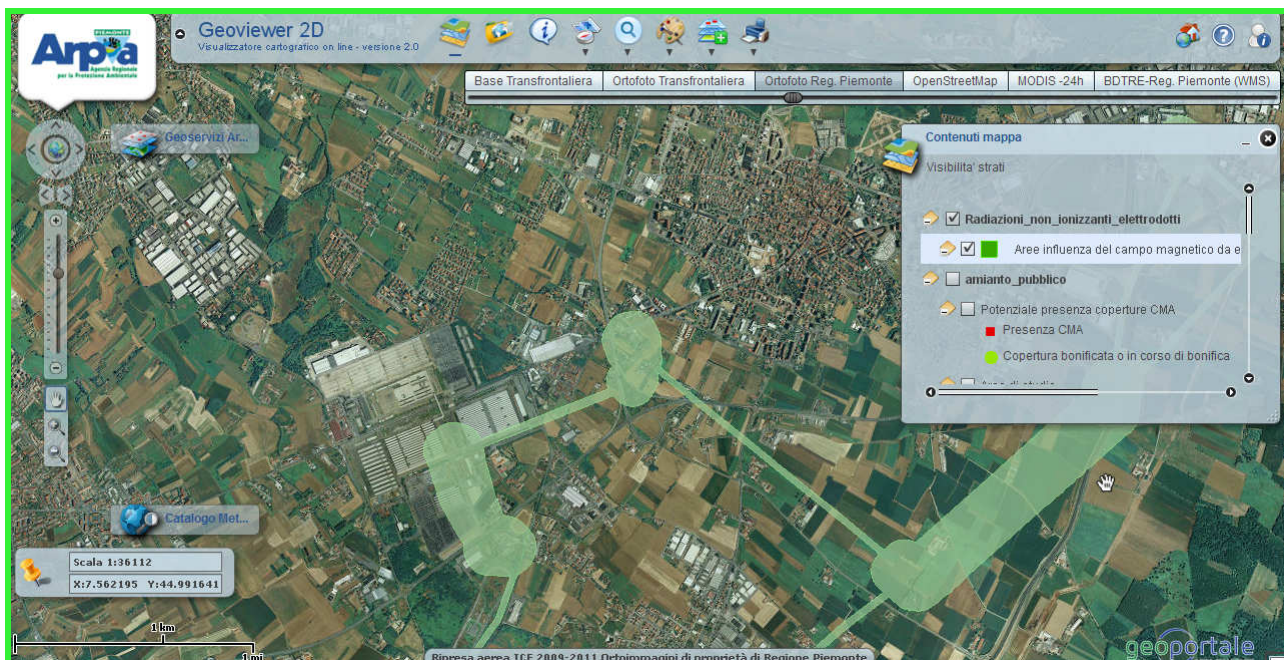 PIEMONTE
Arpa
Agenzia Regionale
per la Protezione Ambientale
Geoviewer 2D
Visualizzatore cartografico on line - versione 2.0
Base Transfrontaliera
Ortofoto Transfrontaliera
Ortofoto Reg. Piemonte
OpenStreetMap
MODIS -24h
BDTRE-Reg. Piemonte (WMS)
Geoservizi Ar...
Contenuti mappa
Visibilita' strati
Radiazioni_non_ionizzanti_elettrodotti
Aree influenza del campo magnetico da e
amianto_pubblico
Potenziale presenza coperture CMA
Presenza CMA
Copertura bonificata o in corso di bonifica
Aree di studio
Catalogo Met...
Scala 1:36112
X:7.562195 Y:44.991641
1 km
1 mi
Ripresa aerea ICE 2009-2011 Ortoimmagini di proprietà di Regione Piemonte
geoportale